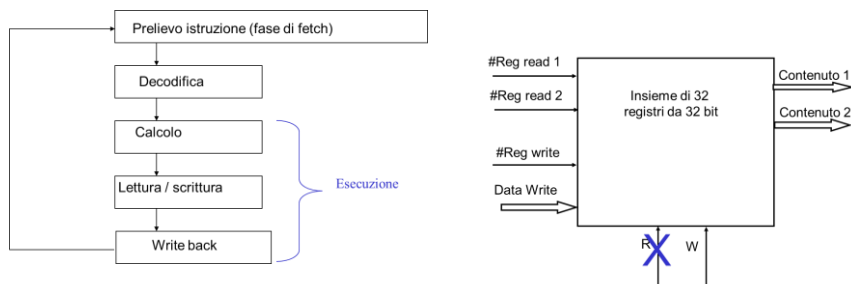 Prelievo istruzione (fase di fetch)
Decodifica
Calcolo
Lettura / scrittura
Write back
Esecuzione
#Reg read 1
#Reg read 2
#Reg write
Data Write
Insieme di 32
registri da 32 bit
Contenuto 1
Contenuto 2
R
W